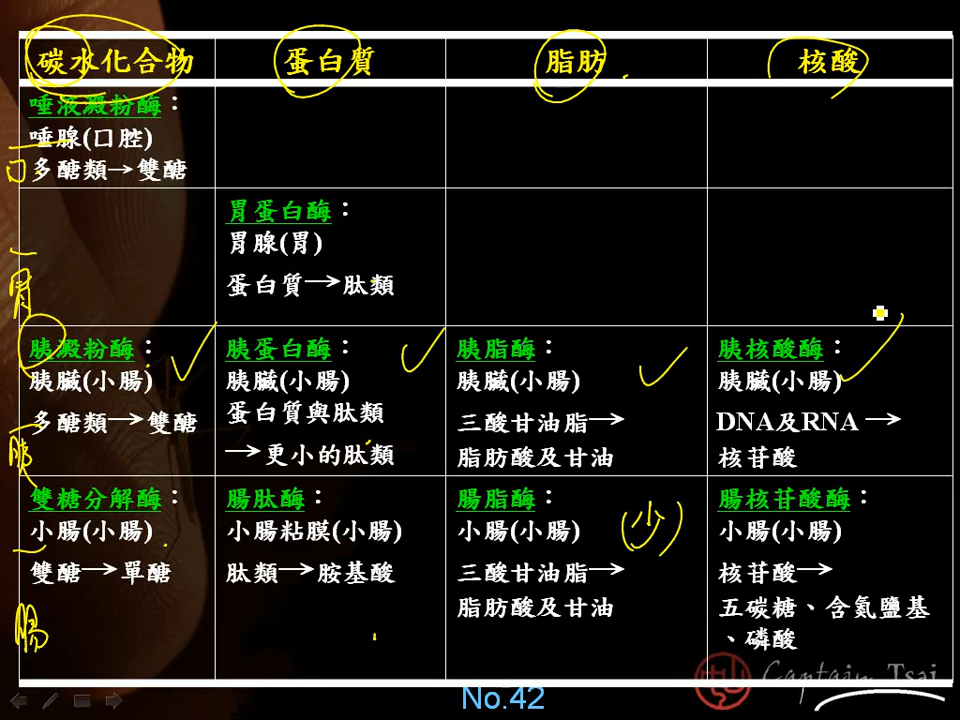 碳水化合物 蛋白質 脂肪 核酸
唾液澱粉酶：
唾腺(口腔)
多醣類→雙醣
口
胃蛋白酶：
胃腺(胃)
蛋白質→肽類
胃
胰澱粉酶：
胰臟(小腸)
多醣類→雙醣
胰蛋白酶：
胰臟(小腸)
蛋白質與肽類
→更小的肽類
胰脂酶：
胰臟(小腸)
三酸甘油脂→
脂肪酸及甘油
胰核酸酶：
胰臟(小腸)
DNA及RNA→
核苷酸
胰
雙糖分解酶：
小腸(小腸)
雙醣→單醣
腸肽酶：
小腸粘膜(小腸)
肽類→胺基酸
腸脂酶：
小腸(小腸)
三酸甘油脂→
脂肪酸及甘油
(少)
腸核苷酸酶：
小腸(小腸)
核苷酸→
五碳糖、含氮鹽基
、磷酸
腸
Captain Tsai
No.42